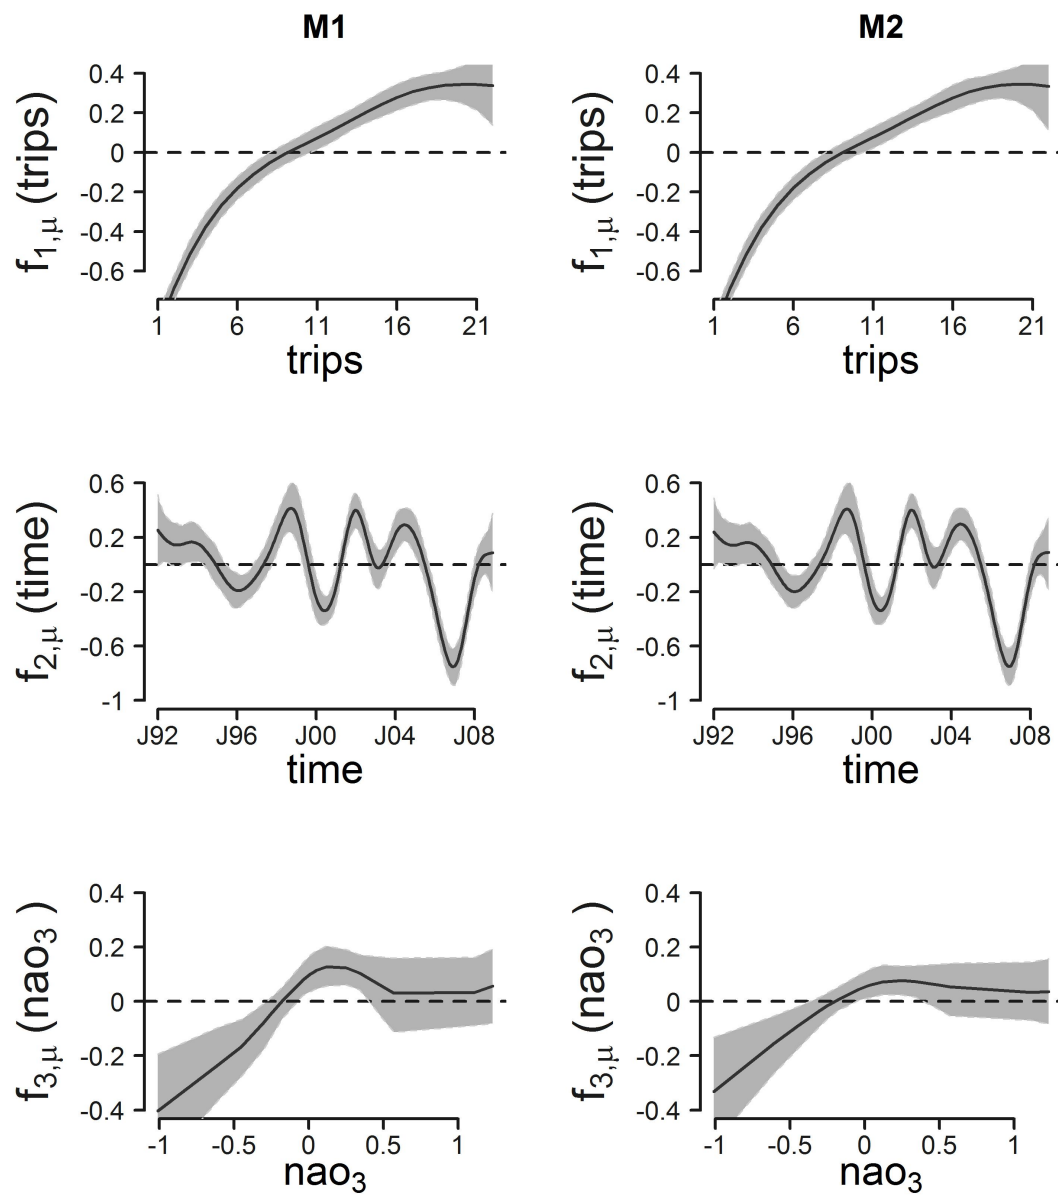 M1 M2
f1,μ (trips)
0.4
0.2
0
-0.2
-0.4
-0.6
1 6 11 16 21
trips
f1,μ (trips)
0.4
0.2
0
-0.2
-0.4
-0.6
1 6 11 16 21
trips
f2,μ (time)
0.6
0.2
-0.2
-0.6
-1
J92 J96 J00 J04 J08
time
f2,μ (time)
0.6
0.2
-0.2
-0.6
-1
J92 J96 J00 J04 J08
time
f3,μ (nao3 )
0.4
0.2
0
-0.2
-0.4
-1 -0.5 0 0.5 1
nao3
f3,μ (nao3 )
0.4
0.2
0
-0.2
-0.4
-1 -0.5 0 0.5 1
nao3